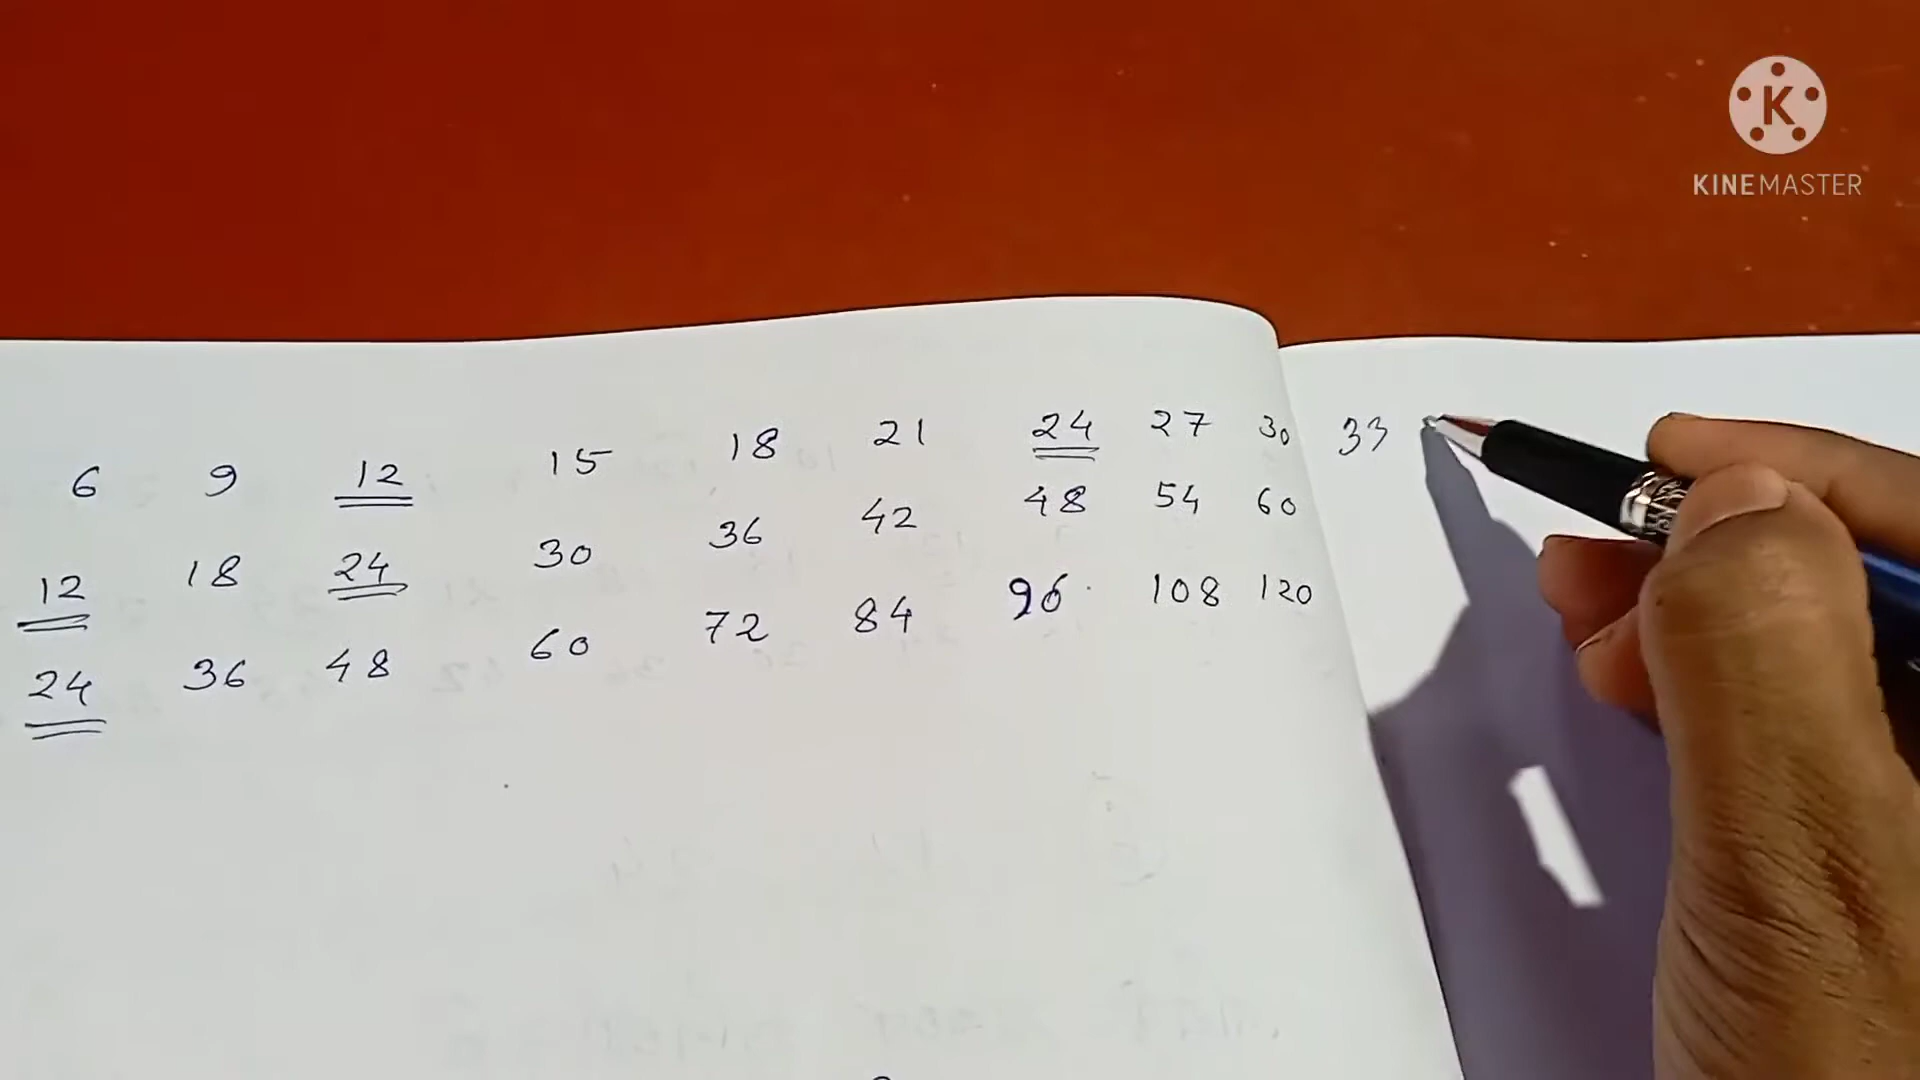 K
KINEMASTER
6 9 12 15 18 21 24 27 30 33
12 18 24 30 36 42 48 54 60
24 36 48 60 72 84 96 108 120